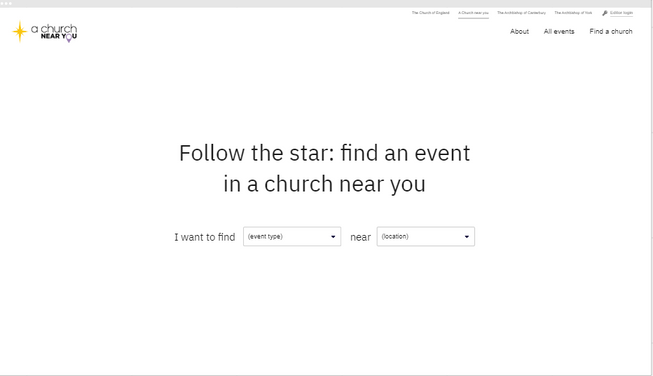 The Church of England A Church near you The Archbishop of Canterbury The Archbishop of York Editor login
a church
NEAR YOU
About All events Find a church
Follow the star: find an event
in a church near you
I want to find (event type) near (location)